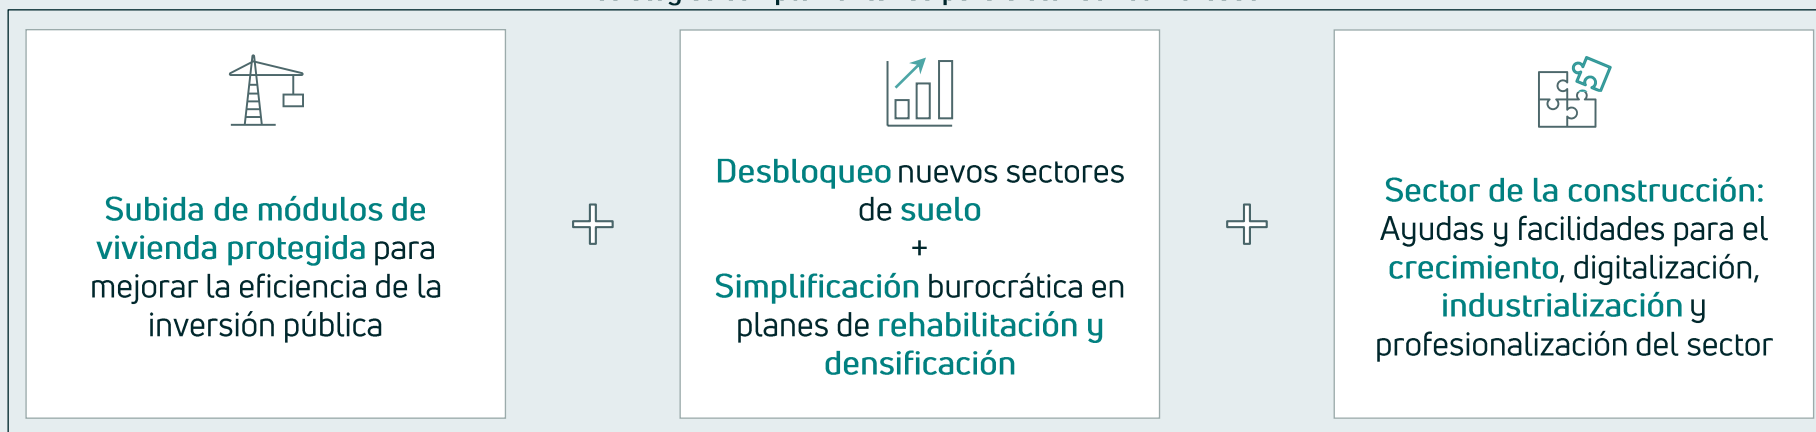 Subida de módulos de
vivienda protegida para
mejorar la eficiencia de la
inversión pública
Desbloqueo nuevos sectores
de suelo
+
Simplificación burocrática en
planes de rehabilitación y
densificación
Sector de la construcción:
Ayudas y facilidades para el
crecimiento, digitalización,
industrialización y
profesionalización del sector